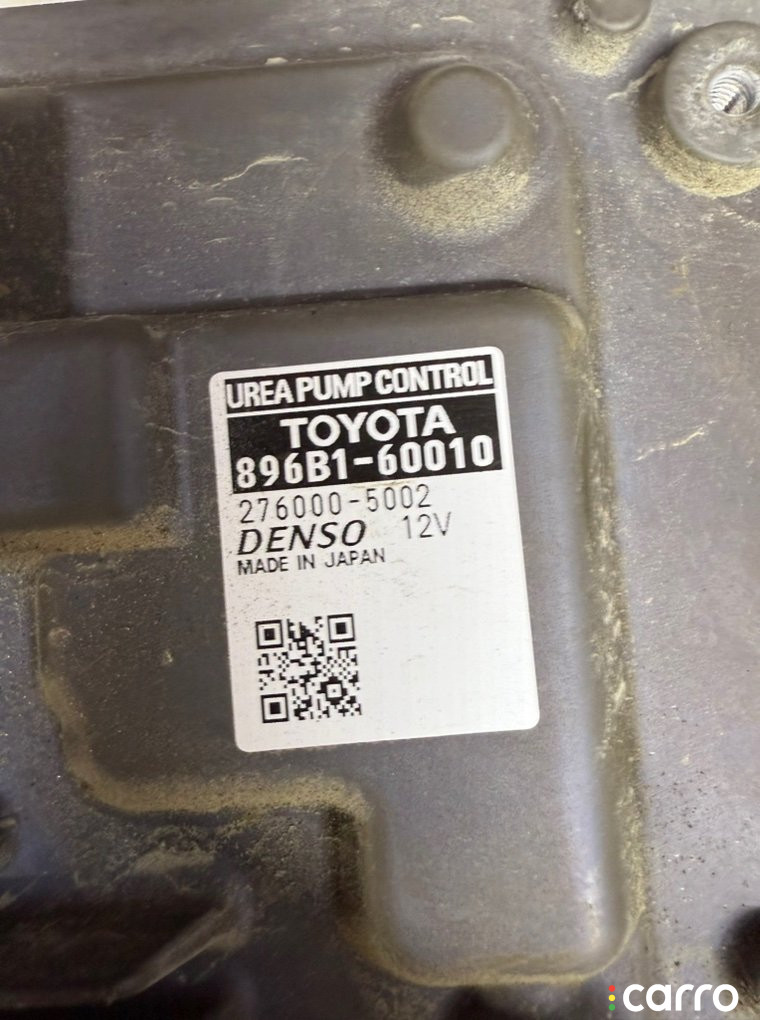 UREA PUMP CONTROL
TOYOTA
896B1-60010
276000-5002
DENSO 12V
MADE IN JAPAN
carro